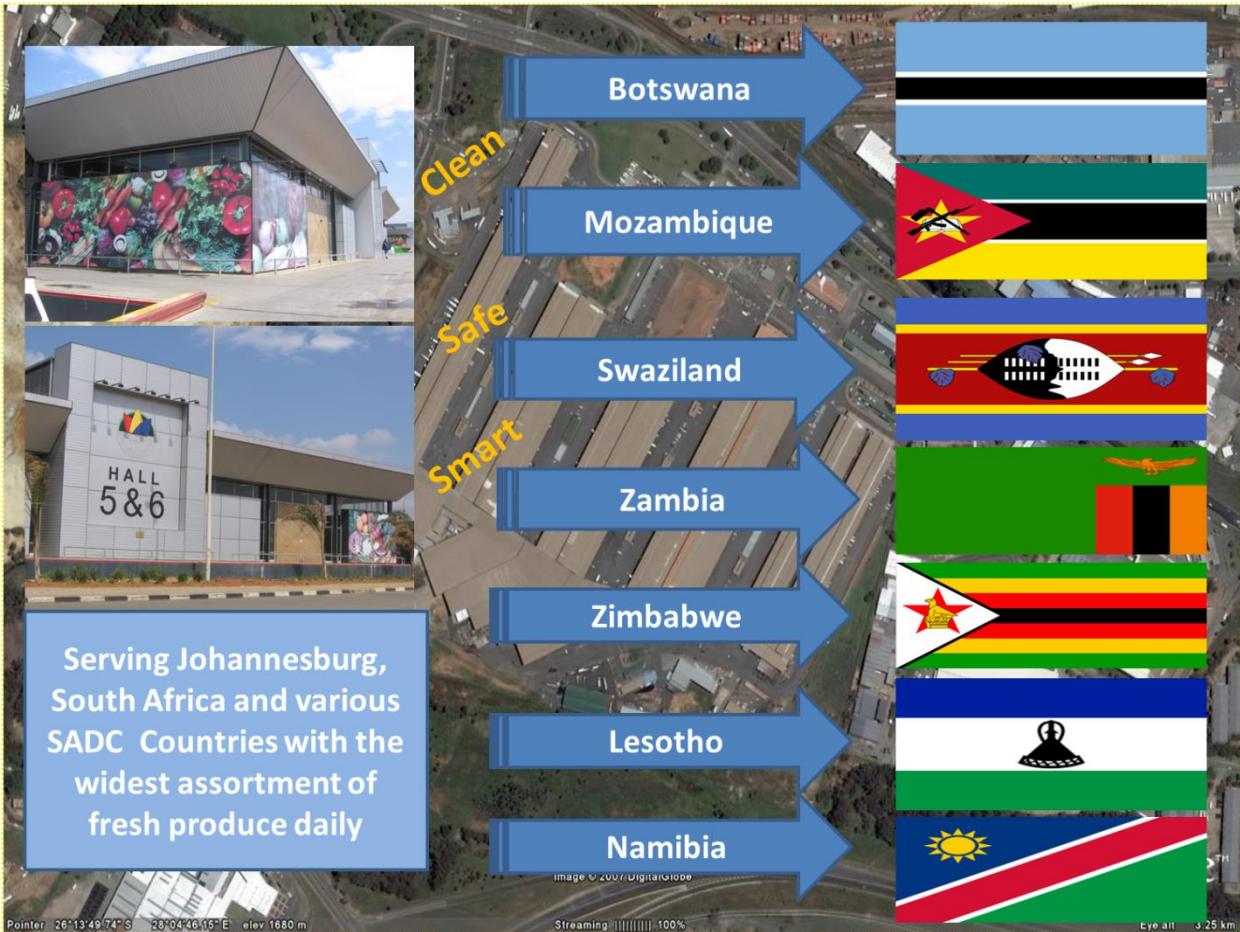 Botswana
Clean
Mozambique
Safe
Swaziland
Smart
HALL
5 & 6
Zambia
Zimbabwe
Serving Johannesburg,
South Africa and various
SADC Countries with the
widest assortment of
fresh produce daily
Lesotho
Namibia
Image © 2007 DigitalGlobe
™
Pointer 26°13'49.74" S 28°04'46.15" E elev 1680 m
Streaming ||||||||| 100%
Eye alt 3.25 km